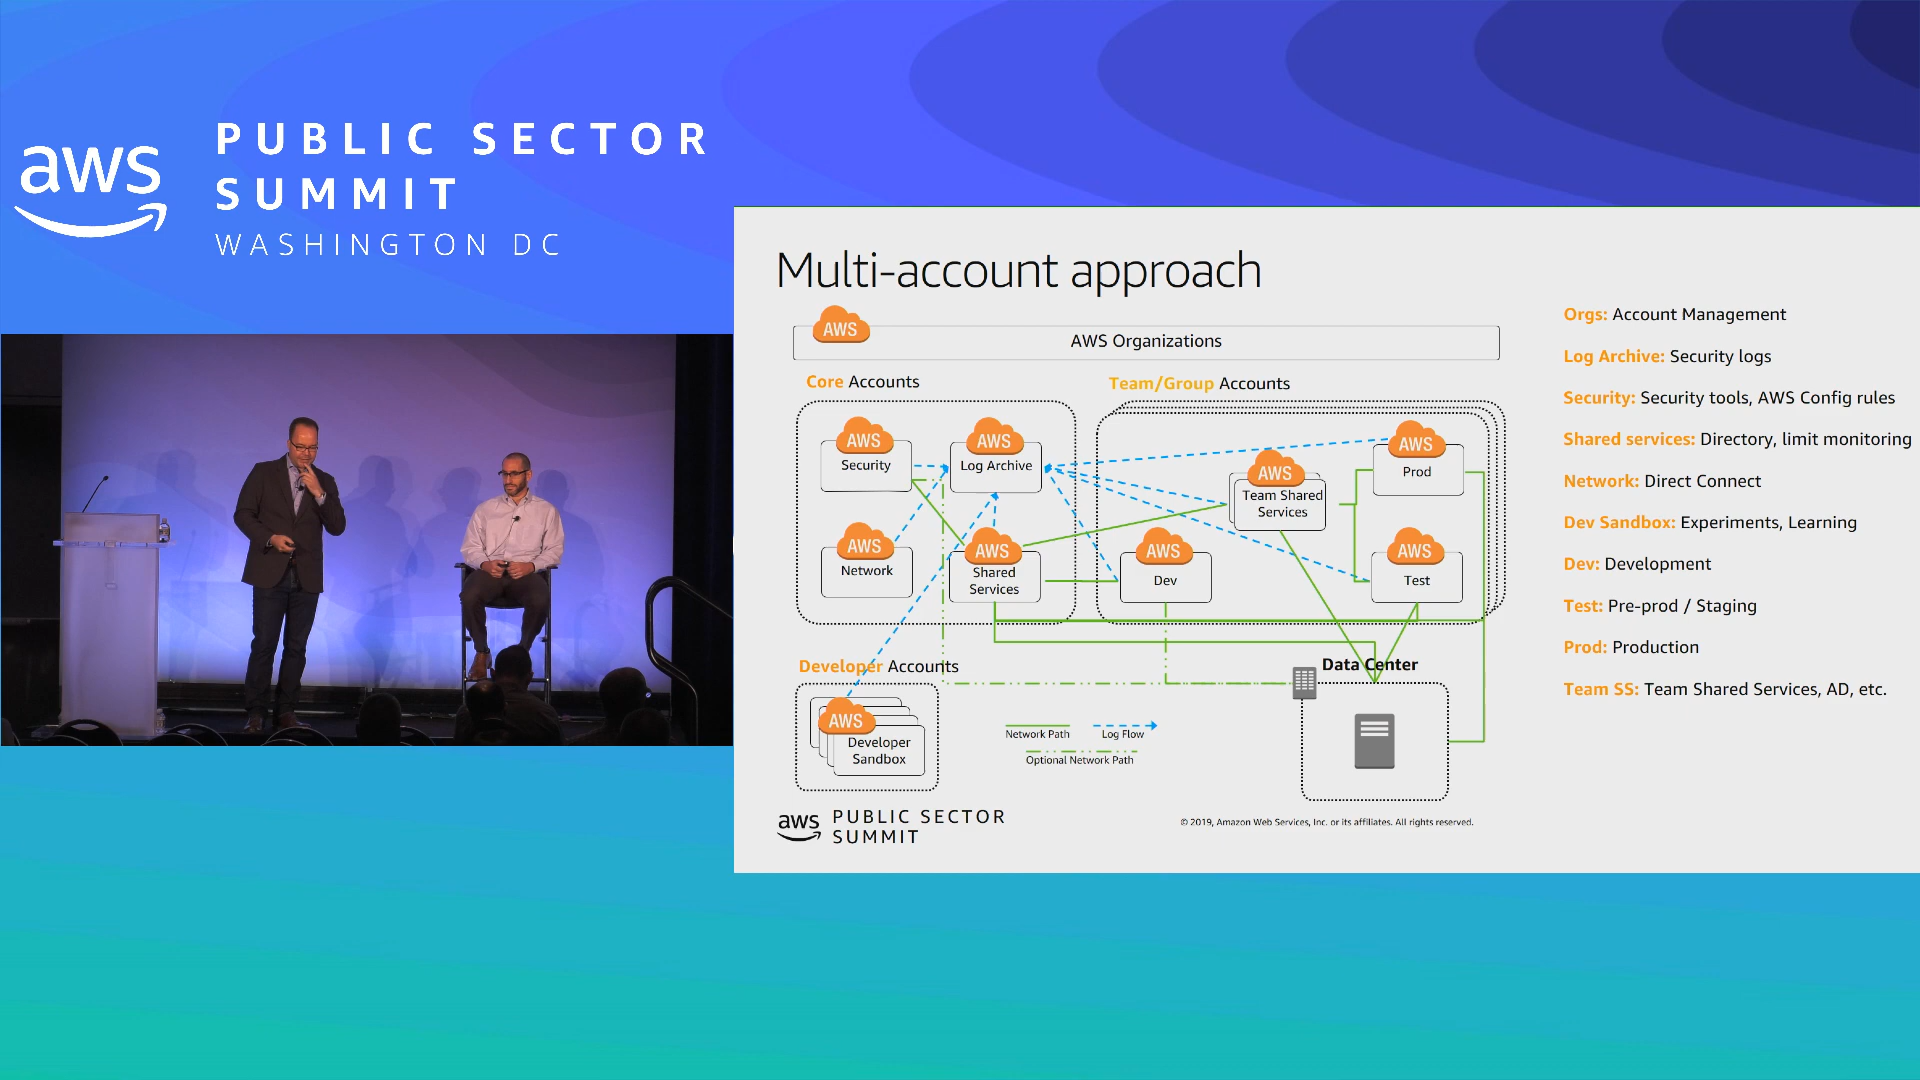 aws
PUBLIC SECTOR
SUMMIT
WASHINGTON DC
Multi-account approach
AWS
AWS Organizations
Core Accounts
Team/Group Accounts
AWS
Security
AWS
Log Archive
AWS
Network
AWS
Shared
Services
AWS
Team Shared
Services
AWS
Prod
AWS
Dev
AWS
Test
Developer Accounts
AWS
Developer
Sandbox
Network Path
Log Flow
Optional Network Path
Data Center
Orgs: Account Management
Log Archive: Security logs
Security: Security tools, AWS Config rules
Shared services: Directory, limit monitoring
Network: Direct Connect
Dev Sandbox: Experiments, Learning
Dev: Development
Test: Pre-prod / Staging
Prod: Production
Team SS: Team Shared Services, AD, etc.
aws
PUBLIC SECTOR
SUMMIT
© 2019, Amazon Web Services, Inc. or its affiliates. All rights reserved.